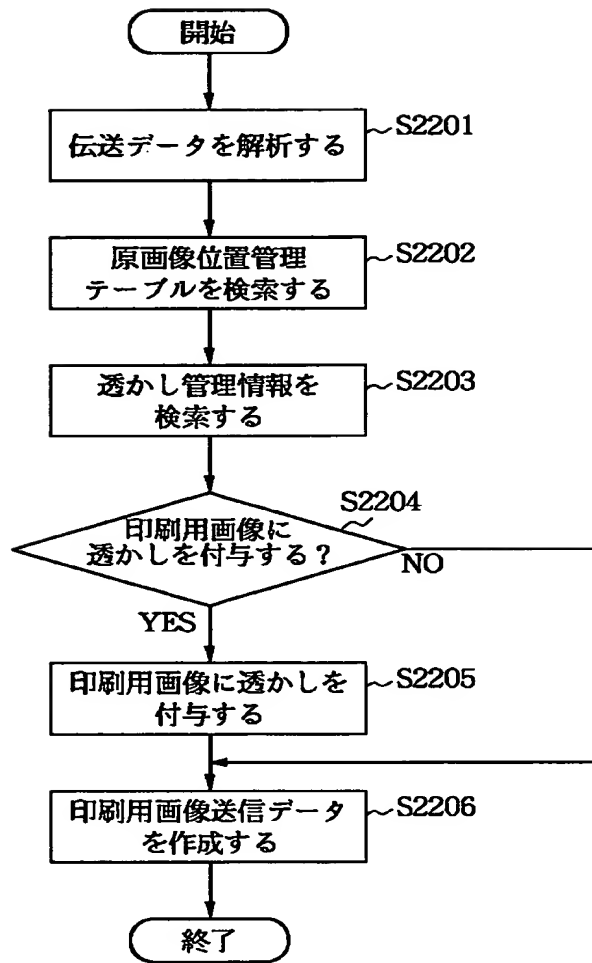 開始
伝送データを解析する
S2201
原画像位置管理
テーブルを検索する
S2202
透かし管理情報を
検索する
S2203
S2204
印刷用画像に
透かしを付与する？
NO
YES
印刷用画像に透かしを
付与する
S2205
印刷用画像送信データ
を作成する
S2206
終了